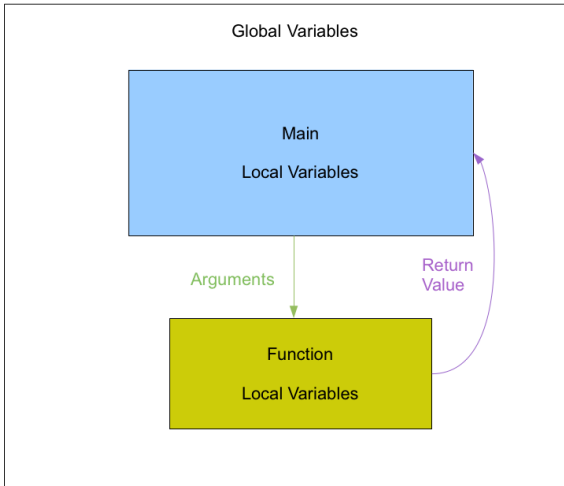 Global Variables
Main
Local Variables
Arguments
Return
Value
Function
Local Variables